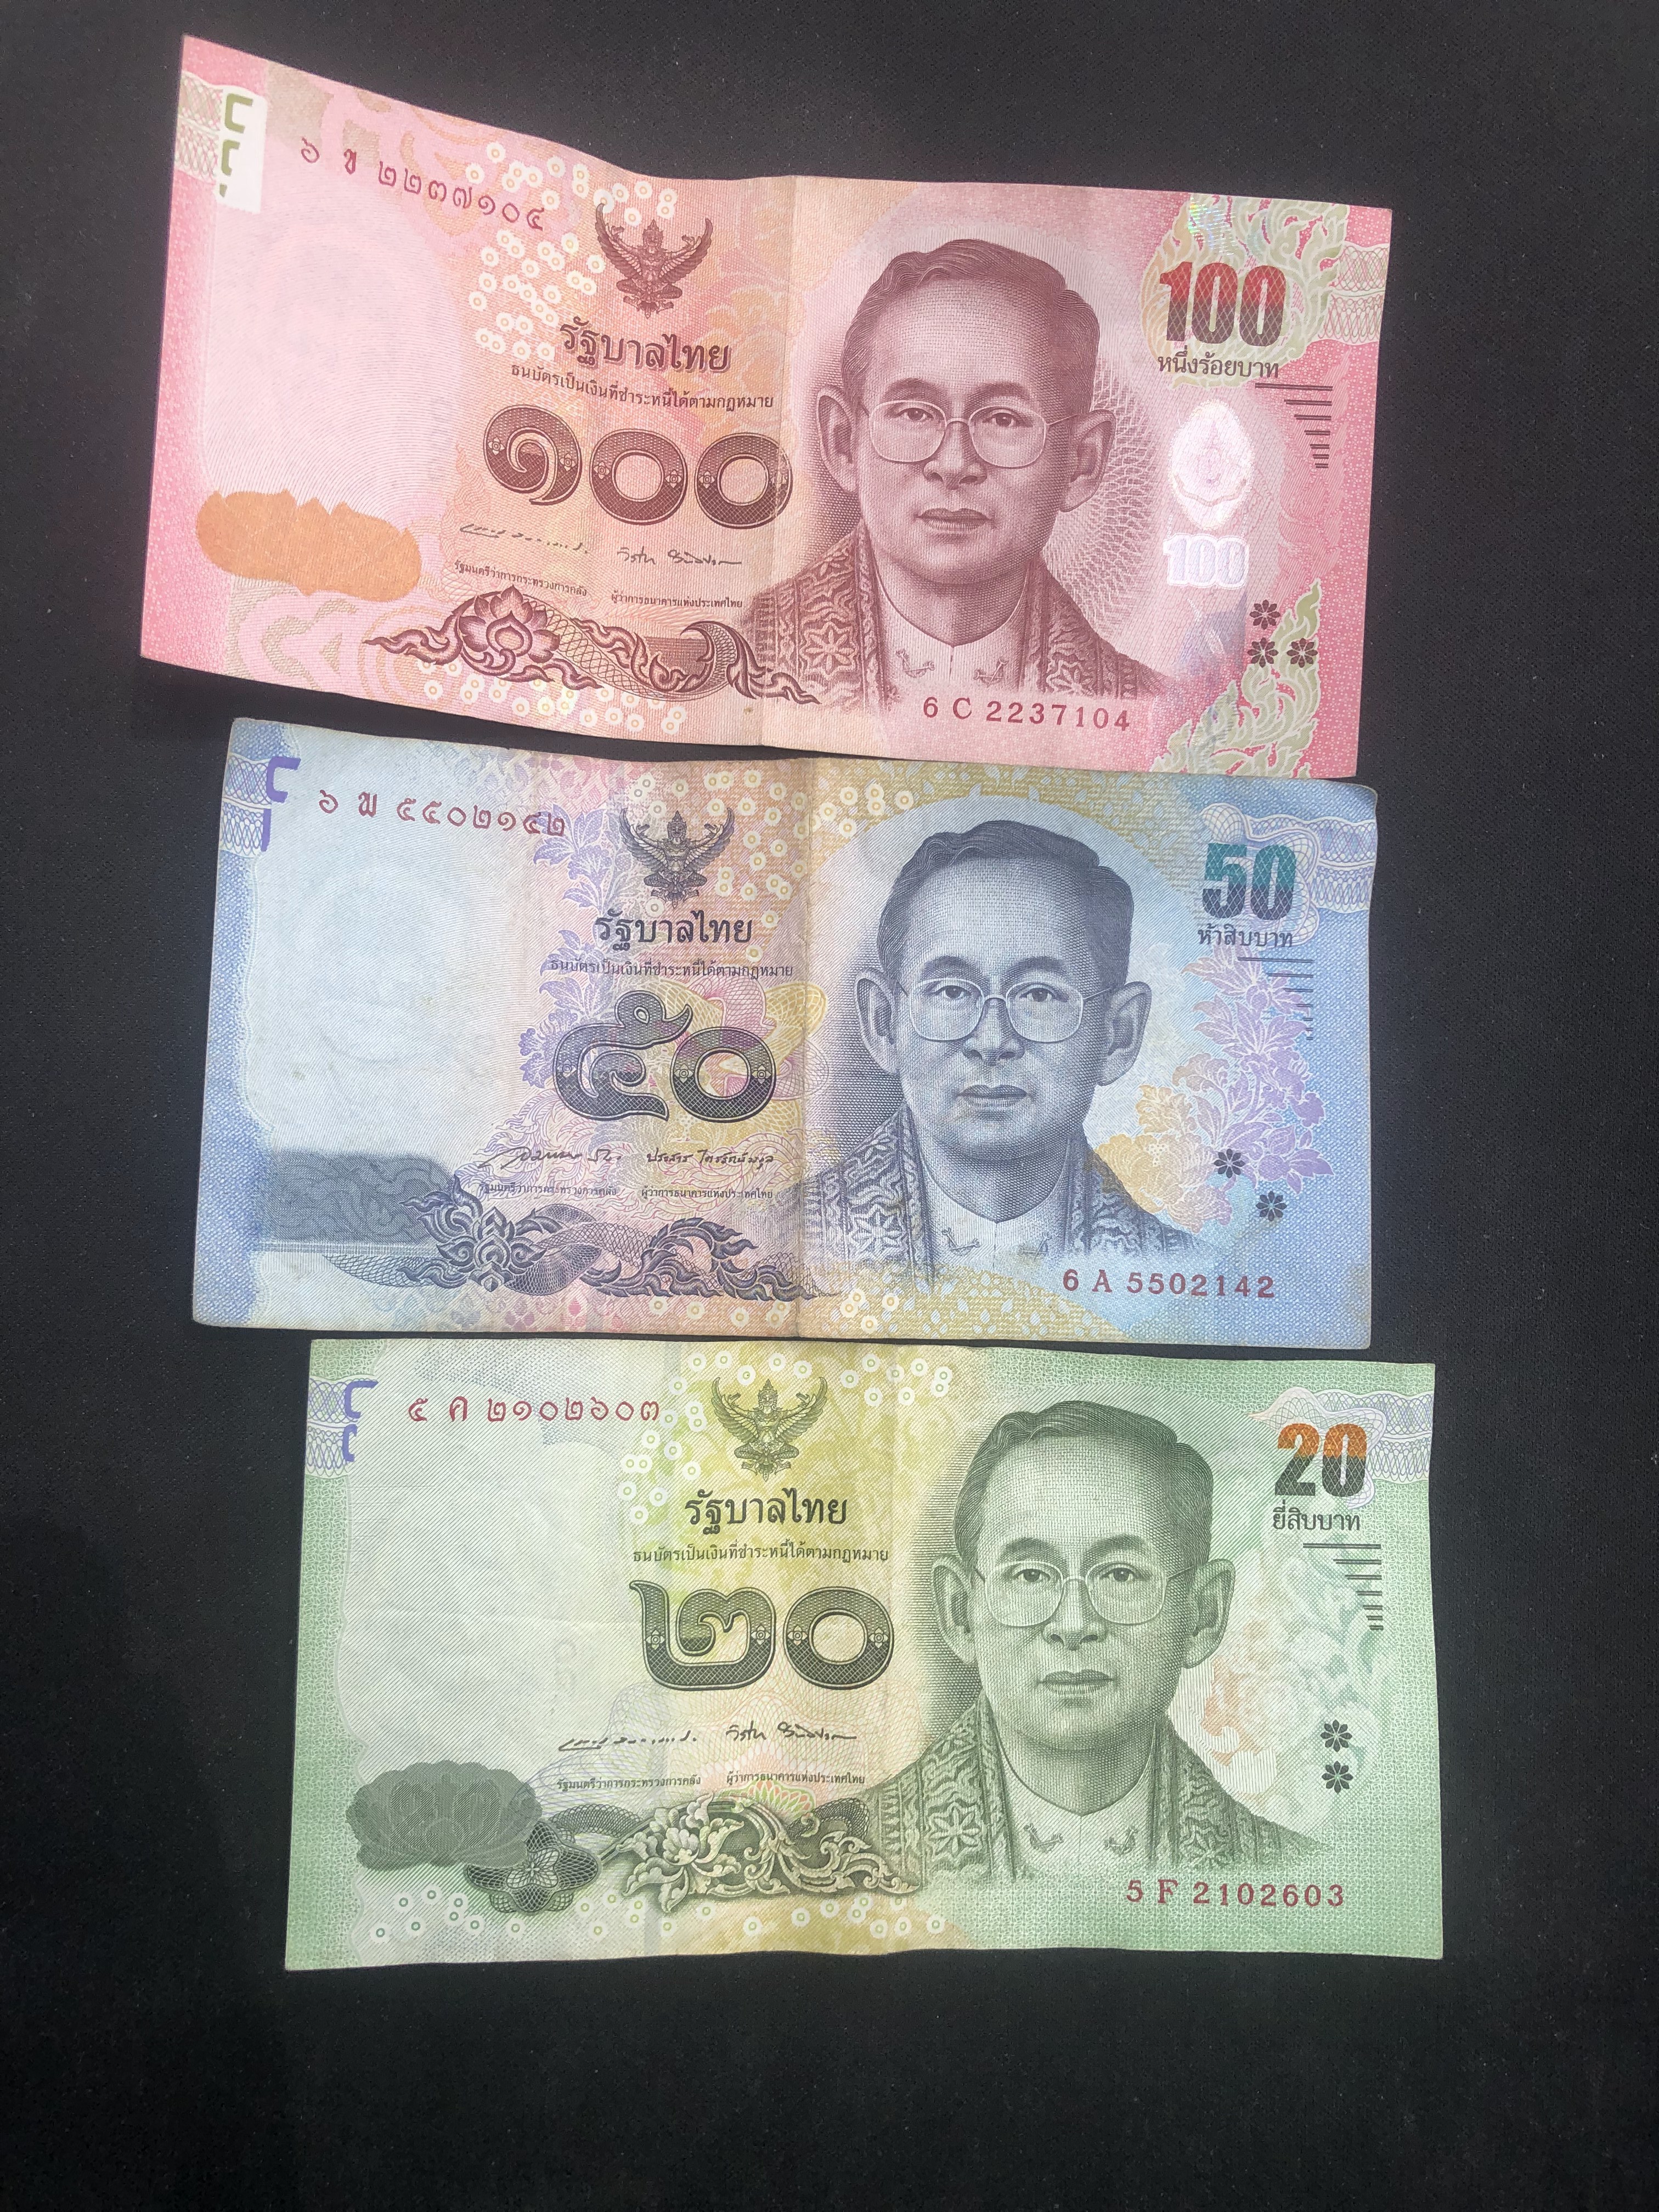 ๖ ข ๒๒๓๗๑๐๔
รัฐบาลไทย
ธนบัตรเป็นเงินที่ชำระหนี้ได้ตามกฎหมาย
๑๐๐
รัฐมนตรีว่าการกระทรวงการคลัง ผู้ว่าการธนาคารแห่งประเทศไทย
100
หนึ่งร้อยบาท
100
6 C 2237104
๖ ฆ ๕๕๐๒๑๔๒
รัฐบาลไทย
ธนบัตรเป็นเงินที่ชำระหนี้ได้ตามกฎหมาย
๕๐
ประสาร ไตรรัตน์วรกุล
รัฐมนตรีว่าการกระทรวงการคลัง ผู้ว่าการธนาคารแห่งประเทศไทย
50
ห้าสิบบาท
6 A 5502142
๕ ค ๒๑๐๒๖๐๓
รัฐบาลไทย
ธนบัตรเป็นเงินที่ชำระหนี้ได้ตามกฎหมาย
๒๐
รัฐมนตรีว่าการกระทรวงการคลัง ผู้ว่าการธนาคารแห่งประเทศไทย
20
ยี่สิบบาท
5 F 2102603